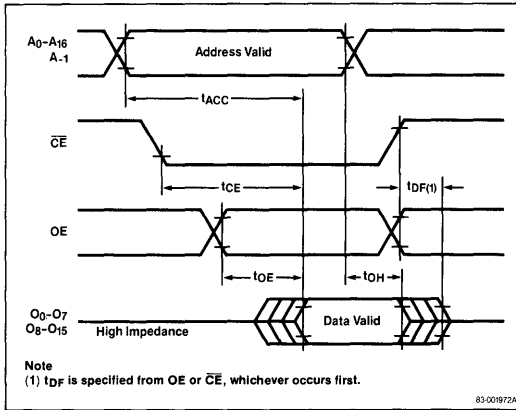 A0–A16
A-1
Address Valid
tACC
CE
tCE
tDF(1)
OE
tOE
tOH
O0–O7
O8–O15
High Impedance
Data Valid
Note
(1) tDF is specified from OE or CE, whichever occurs first.
83-001972A